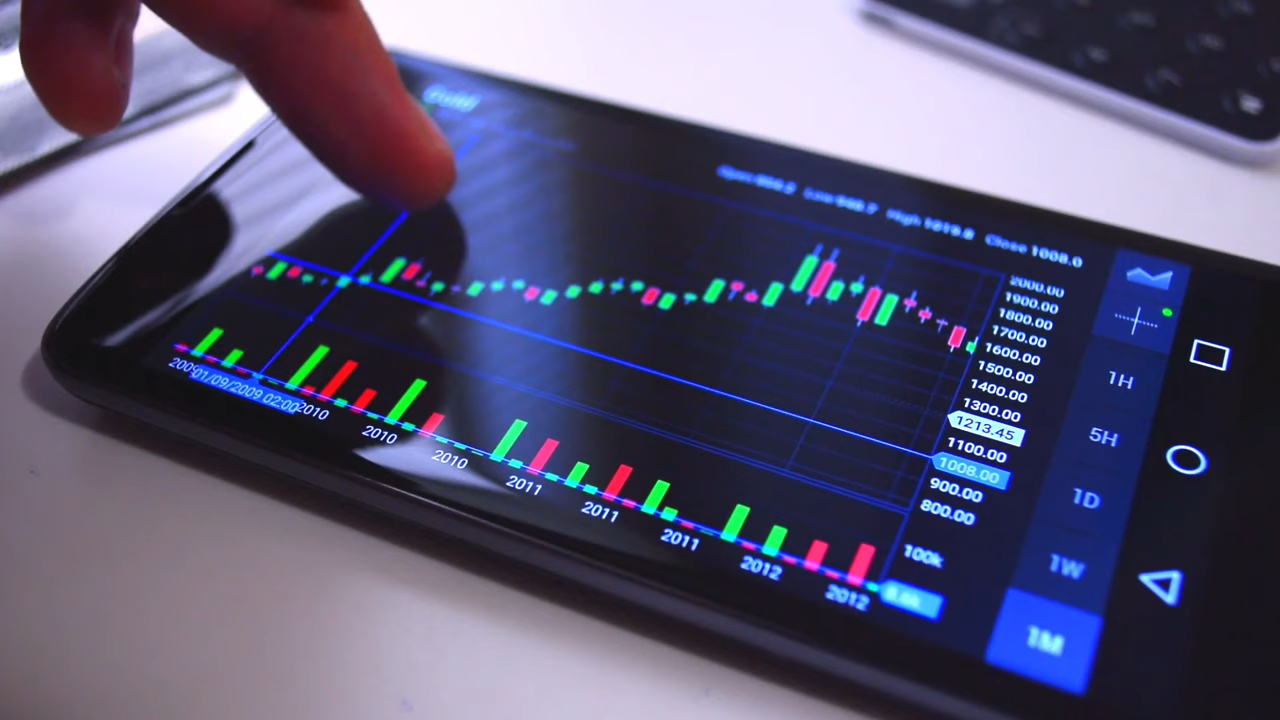 Gold
Close 1008.0
2000.00
1900.00
1800.00
1700.00
1600.00
1500.00
1400.00
1300.00
1213.45
1100.00
1008.00
900.00
800.00
100k
1H
5H
1D
1W
1M
2009
01/09/2009 02:00
2010
2010
2010
2011
2011
2011
2012
2012